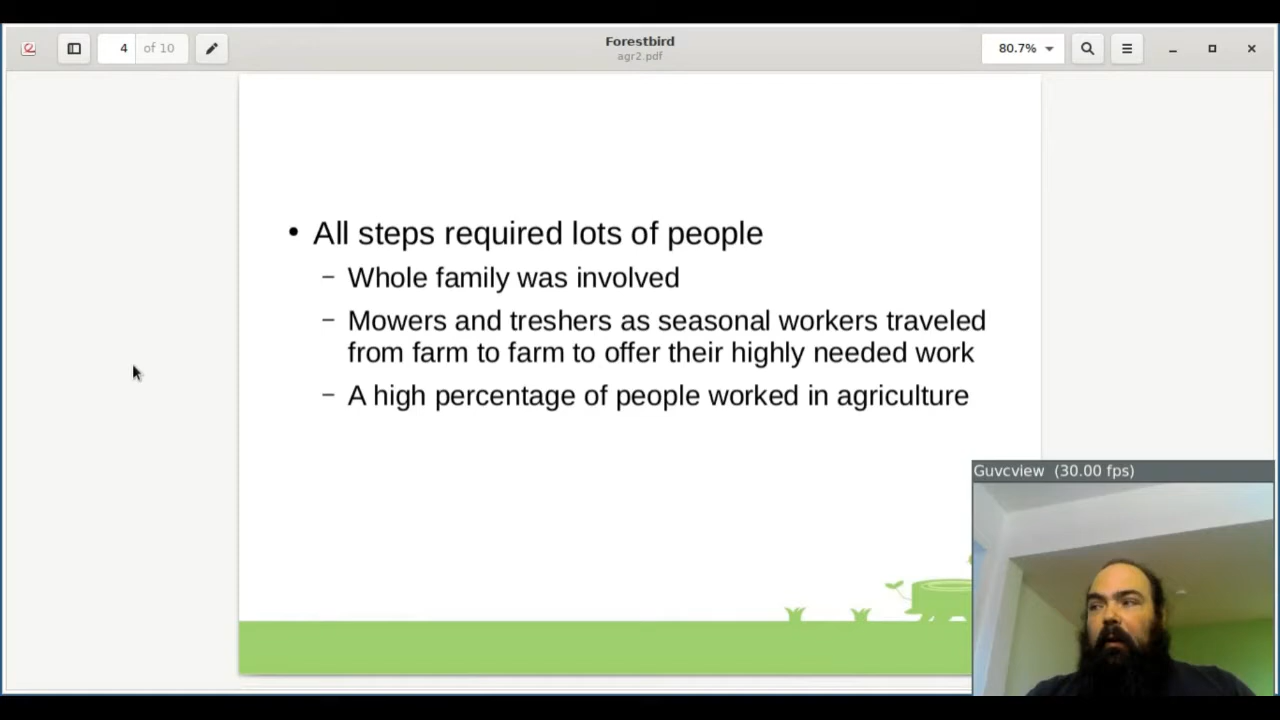 4 of 10
Forestbird
agr2.pdf
80.7%
• All steps required lots of people
– Whole family was involved
– Mowers and treshers as seasonal workers traveled
from farm to farm to offer their highly needed work
– A high percentage of people worked in agriculture
Guvcview (30.00 fps)